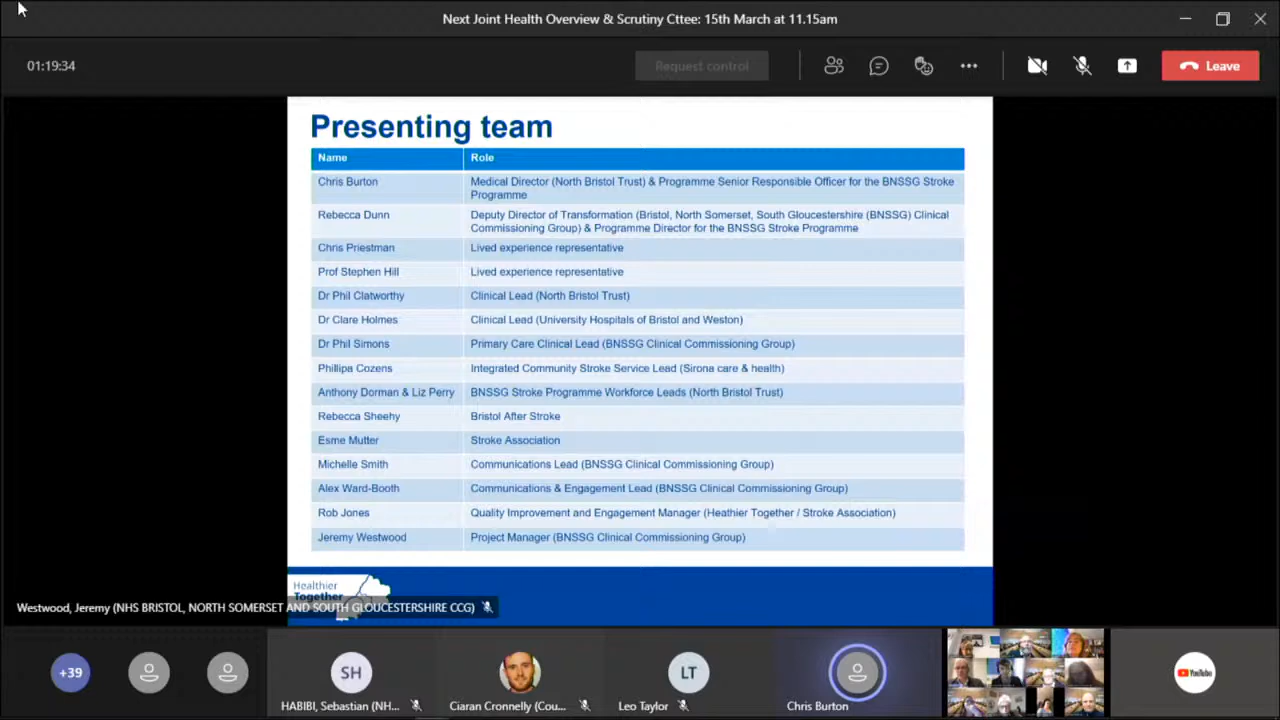 Next Joint Health Overview & Scrutiny Cttee: 15th March at 11.15am
01:19:34
Request control
Leave
Presenting team
Name Role
Chris Burton Medical Director (North Bristol Trust) & Programme Senior Responsible Officer for the BNSSG Stroke
Programme
Rebecca Dunn Deputy Director of Transformation (Bristol, North Somerset, South Gloucestershire (BNSSG) Clinical
Commissioning Group) & Programme Director for the BNSSG Stroke Programme
Chris Priestman Lived experience representative
Prof Stephen Hill Lived experience representative
Dr Phil Clatworthy Clinical Lead (North Bristol Trust)
Dr Clare Holmes Clinical Lead (University Hospitals of Bristol and Weston)
Dr Phil Simons Primary Care Clinical Lead (BNSSG Clinical Commissioning Group)
Phillipa Cozens Integrated Community Stroke Service Lead (Sirona care & health)
Anthony Dorman & Liz Perry BNSSG Stroke Programme Workforce Leads (North Bristol Trust)
Rebecca Sheehy Bristol After Stroke
Esme Mutter Stroke Association
Michelle Smith Communications Lead (BNSSG Clinical Commissioning Group)
Alex Ward-Booth Communications & Engagement Lead (BNSSG Clinical Commissioning Group)
Rob Jones Quality Improvement and Engagement Manager (Heathier Together / Stroke Association)
Jeremy Westwood Project Manager (BNSSG Clinical Commissioning Group)
Healthier
Together
Westwood, Jeremy (NHS BRISTOL, NORTH SOMERSET AND SOUTH GLOUCESTERSHIRE CCG)
+39
SH
LT
YouTube
HABIBI, Sebastian (NH...
Ciaran Cronnelly (Cou...
Leo Taylor
Chris Burton